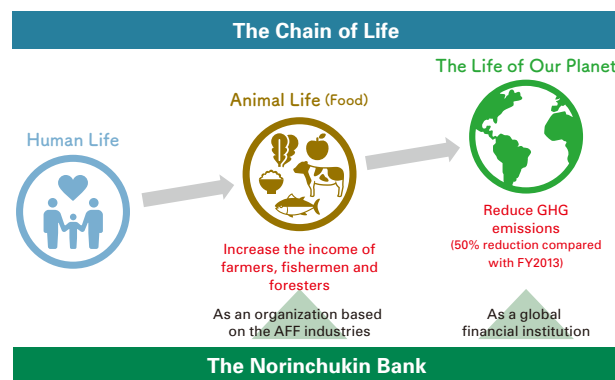 The Chain of Life
The Life of Our Planet
Animal Life (Food)
Human Life
Increase the income of
farmers, fishermen and
foresters
Reduce GHG
emissions
(50% reduction compared
with FY2013)
As an organization based
on the AFF industries
As a global
financial institution
The Norinchukin Bank